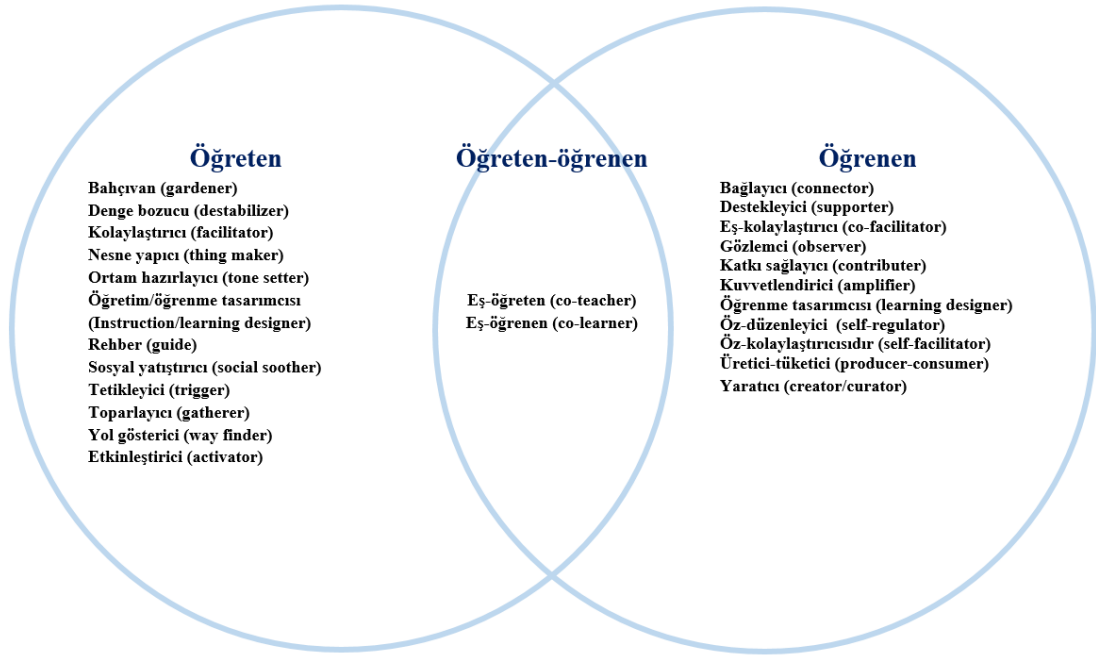 Öğreten
Bahçıvan (gardener)
Denge bozucu (destabilizer)
Kolaylaştırıcı (facilitator)
Nesne yapıcı (thing maker)
Ortam hazırlayıcı (tone setter)
Öğretim/öğrenme tasarımcısı
(Instruction/learning designer)
Rehber (guide)
Sosyal yatıştırıcı (social soother)
Tetikleyici (trigger)
Toparlayıcı (gatherer)
Yol gösterici (way finder)
Etkinleştirici (activator)
Öğreten-öğrenen
Eş-öğreten (co-teacher)
Eş-öğrenen (co-learner)
Öğrenen
Bağlayıcı (connector)
Destekleyici (supporter)
Eş-kolaylaştırıcı (co-facilitator)
Gözlemci (observer)
Katkı sağlayıcı (contributer)
Kuvvetlendirici (amplifier)
Öğrenme tasarımcısı (learning designer)
Öz-düzenleyici  (self-regulator)
Öz-kolaylaştırıcısıdır (self-facilitator)
Üretici-tüketici (producer-consumer)
Yaratıcı (creator/curator)